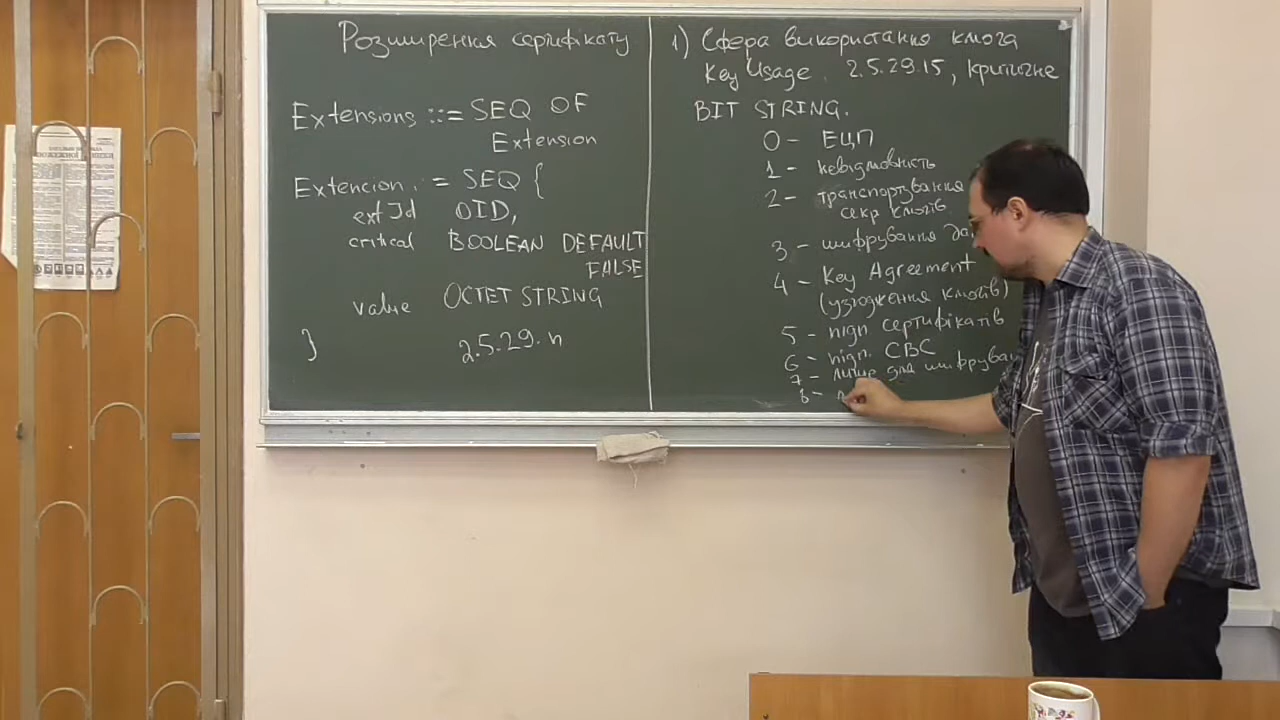 Розширення сертифікату
Extensions ::= SEQ OF
Extension
Extencion := SEQ {
extId OID,
critical BOOLEAN DEFAULT
FALSE
value OCTET STRING
}
2.5.29.n
1) Сфера використання ключа
Key Usage 2.5.29.15, критичне
BIT STRING.
0 - ЕЦП
1 - невідмовність
2 - транспортування
секр ключів
3 - шифрування да
4 - Key Agreement
(узгодження ключів)
5 - підп сертифікатів
6 - підп. СВС
7 - лише для шифруван
8 -